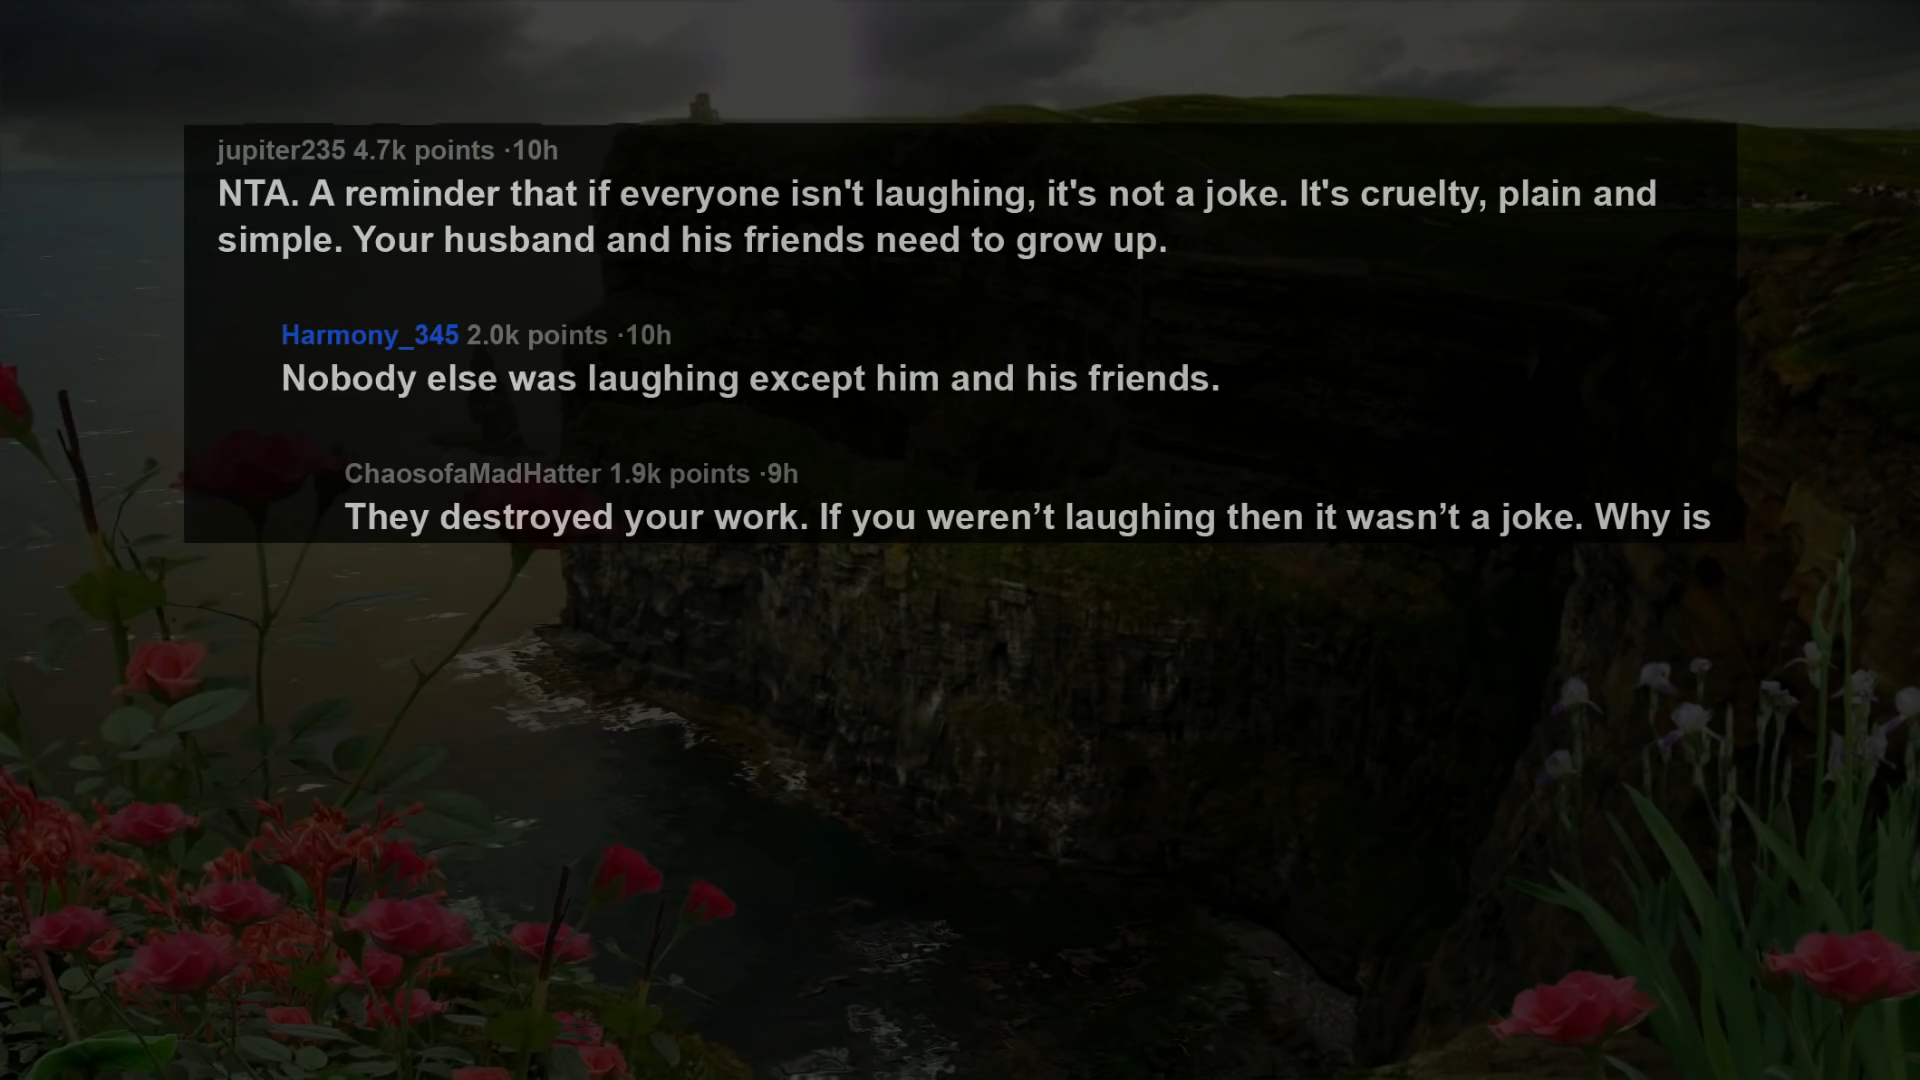 jupiter235 4.7k points ·10h
NTA. A reminder that if everyone isn't laughing, it's not a joke. It's cruelty, plain and
simple. Your husband and his friends need to grow up.
Harmony_345 2.0k points ·10h
Nobody else was laughing except him and his friends.
ChaosofaMadHatter 1.9k points ·9h
They destroyed your work. If you weren’t laughing then it wasn’t a joke. Why is